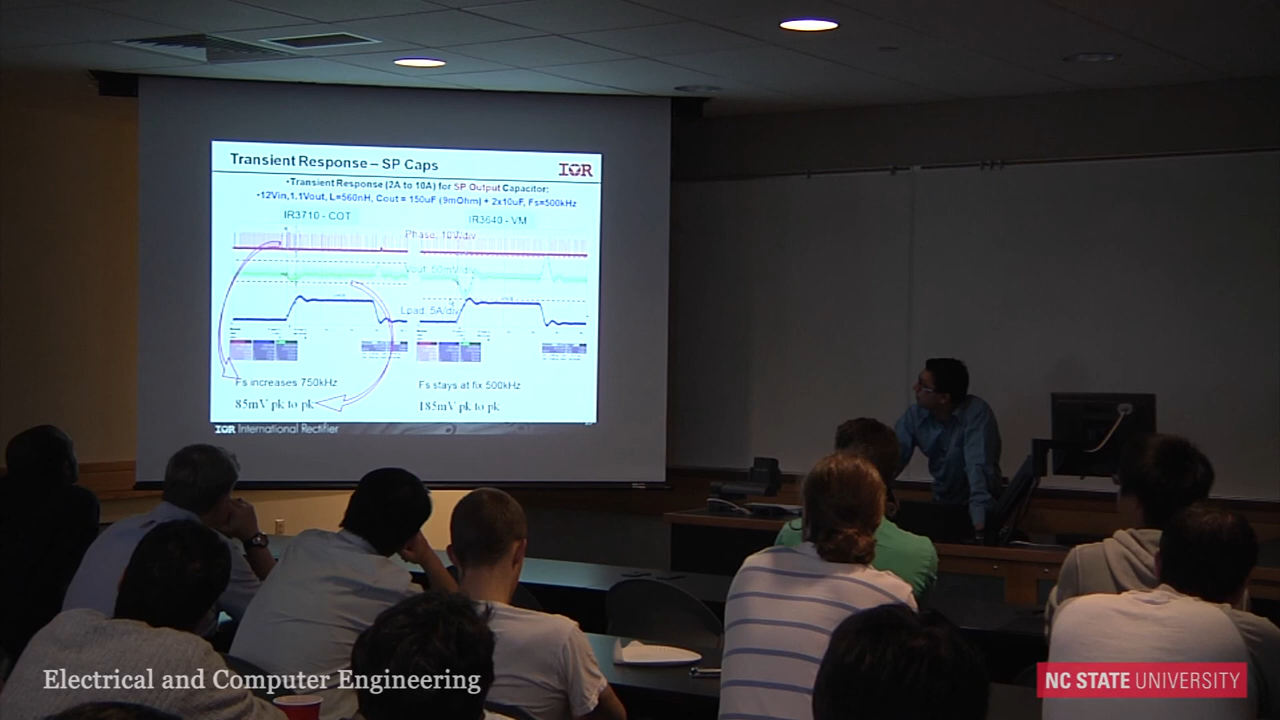 Transient Response – SP Caps
IOR
•Transient Response (2A to 10A) for SP Output Capacitor:
•12Vin,1.1Vout, L=560nH, Cout = 150uF (9mOhm) + 2x10uF, Fs=500kHz
IR3710 - COT
IR3640 - VM
Phase, 10V/div
Vout, 50mV/div
Load, 5A/div
Fs increases 750kHz
Fs stays at fix 500kHz
85mV pk to pk
185mV pk to pk
IOR International Rectifier
Electrical and Computer Engineering
NC STATE UNIVERSITY